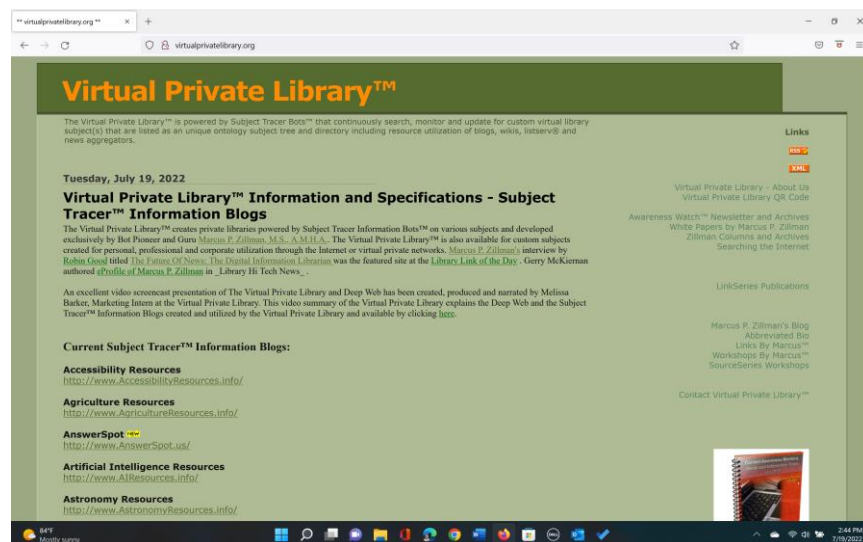 ** virtualprivatelibrary.org **
virtualprivatelibrary.org
Virtual Private Library™
The Virtual Private Library™ is powered by Subject Tracer Bots™ that continuously search, monitor and update for custom virtual library
subject(s) that are listed as an unique ontology subject tree and directory including resource utilization of blogs, wikis, listserv® and
news aggregators.
Tuesday, July 19, 2022
Virtual Private Library™ Information and Specifications - Subject
Tracer™ Information Blogs
The Virtual Private Library™ creates private libraries powered by Subject Tracer Information Bots™ on various subjects and developed
exclusively by Bot Pioneer and Guru Marcus P. Zillman, M.S., A.M.H.A.. The Virtual Private Library™ is also available for custom subjects
created for personal, professional and corporate utilization through the Internet or virtual private networks. Marcus P. Zillman's interview by
Robin Good titled The Future Of News: The Digital Information Librarian was the featured site at the Library Link of the Day . Gerry McKiernan
authored eProfile of Marcus P. Zillman in _Library Hi Tech News_ .
An excellent video screencast presentation of The Virtual Private Library and Deep Web has been created, produced and narrated by Melissa
Barker, Marketing Intern at the Virtual Private Library. This video summary of the Virtual Private Library explains the Deep Web and the Subject
Tracer™ Information Blogs created and utilized by the Virtual Private Library and available by clicking here.
Current Subject Tracer™ Information Blogs:
Accessibility Resources
http://www.AccessibilityResources.info/
Agriculture Resources
http://www.AgricultureResources.info/
AnswerSpot NEW
http://www.AnswerSpot.us/
Artificial Intelligence Resources
http://www.AIResources.info/
Astronomy Resources
http://www.AstronomyResources.info/
Links
RSS
XML
Virtual Private Library - About Us
Virtual Private Library QR Code
Awareness Watch™ Newsletter and Archives
White Papers by Marcus P. Zillman
Zillman Columns and Archives
Searching the Internet
LinkSeries Publications
Marcus P. Zillman's Blog
Abbreviated Bio
Links By Marcus™
Workshops By Marcus™
SourceSeries Workshops
Contact Virtual Private Library™
84°F
Mostly sunny
2:44 PM
7/19/2022